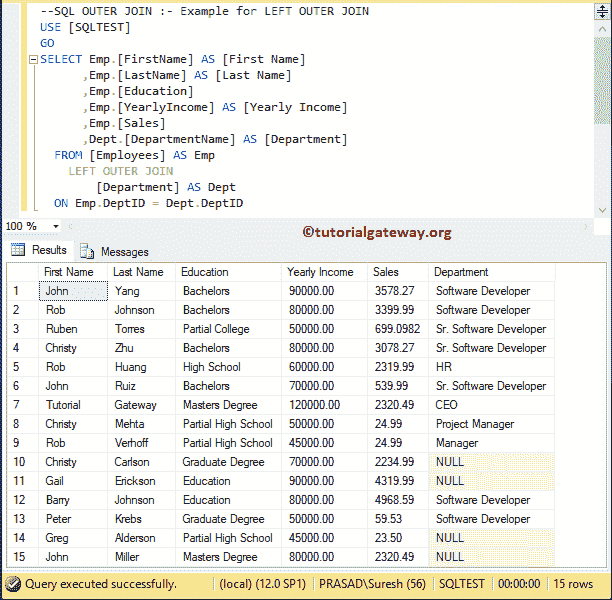 --SQL OUTER JOIN :- Example for LEFT OUTER JOIN
USE [SQLTEST]
GO
SELECT Emp.[FirstName] AS [First Name]
,Emp.[LastName] AS [Last Name]
,Emp.[Education]
,Emp.[YearlyIncome] AS [Yearly Income]
,Emp.[Sales]
,Dept.[DepartmentName] AS [Department]
FROM [Employees] AS Emp
LEFT OUTER JOIN
[Department] AS Dept
ON Emp.DeptID = Dept.DeptID
100 %
©tutorialgateway.org
Results Messages
First Name Last Name Education Yearly Income Sales Department
1 John Yang Bachelors 90000.00 3578.27 Software Developer
2 Rob Johnson Bachelors 80000.00 3399.99 Software Developer
3 Ruben Torres Partial College 50000.00 699.0982 Sr. Software Developer
4 Christy Zhu Bachelors 80000.00 3078.27 Sr. Software Developer
5 Rob Huang High School 60000.00 2319.99 HR
6 John Ruiz Bachelors 70000.00 539.99 Sr. Software Developer
7 Tutorial Gateway Masters Degree 120000.00 2320.49 CEO
8 Christy Mehta Partial High School 50000.00 24.99 Project Manager
9 Rob Verhoff Partial High School 45000.00 24.99 Manager
10 Christy Carlson Graduate Degree 70000.00 2234.99 NULL
11 Gail Erickson Education 90000.00 4319.99 NULL
12 Barry Johnson Education 80000.00 4968.59 Software Developer
13 Peter Krebs Graduate Degree 50000.00 59.53 Software Developer
14 Greg Alderson Partial High School 45000.00 23.50 NULL
15 John Miller Masters Degree 80000.00 2320.49 NULL
Query executed successfully. (local) (12.0 SP1) PRASAD\Suresh (56) SQLTEST 00:00:00 15 rows